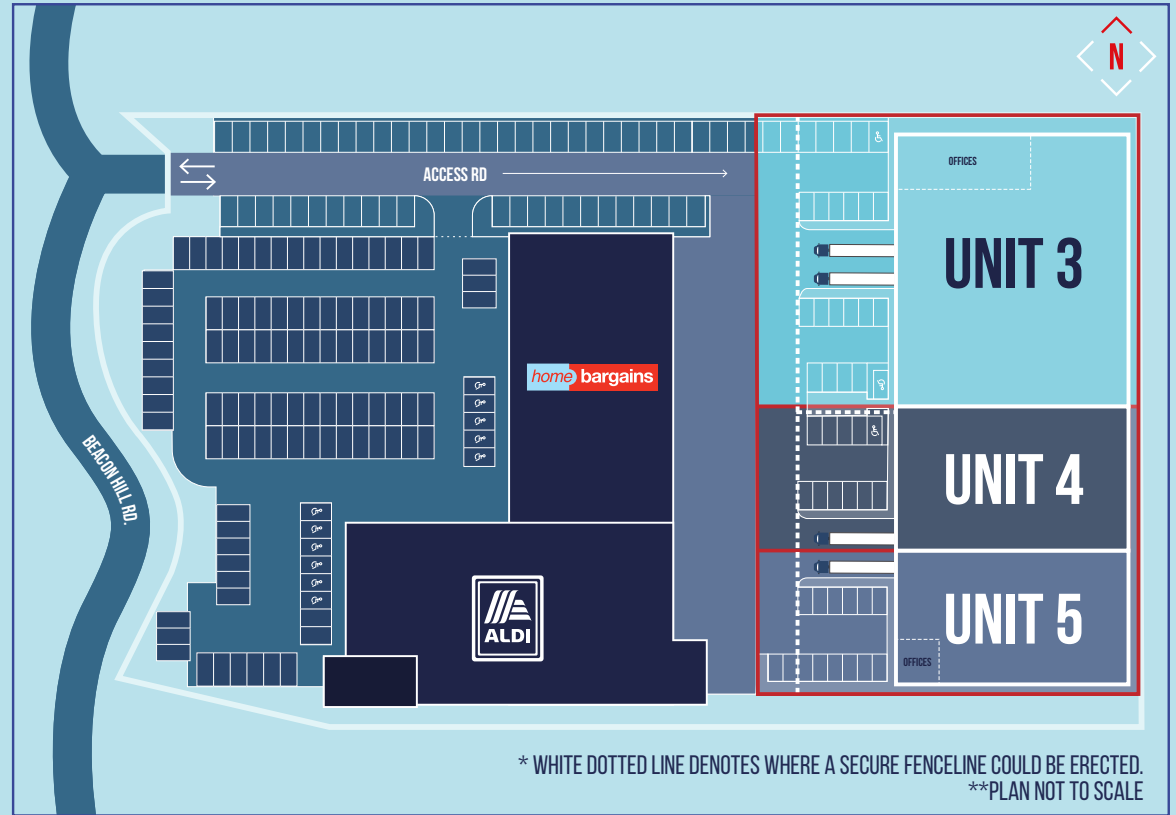 N
ACCESS RD
OFFICES
UNIT 3
home bargains
UNIT 4
BEACON HILL RD.
ALDI
UNIT 5
OFFICES
* WHITE DOTTED LINE DENOTES WHERE A SECURE FENCELINE COULD BE ERECTED.
**PLAN NOT TO SCALE